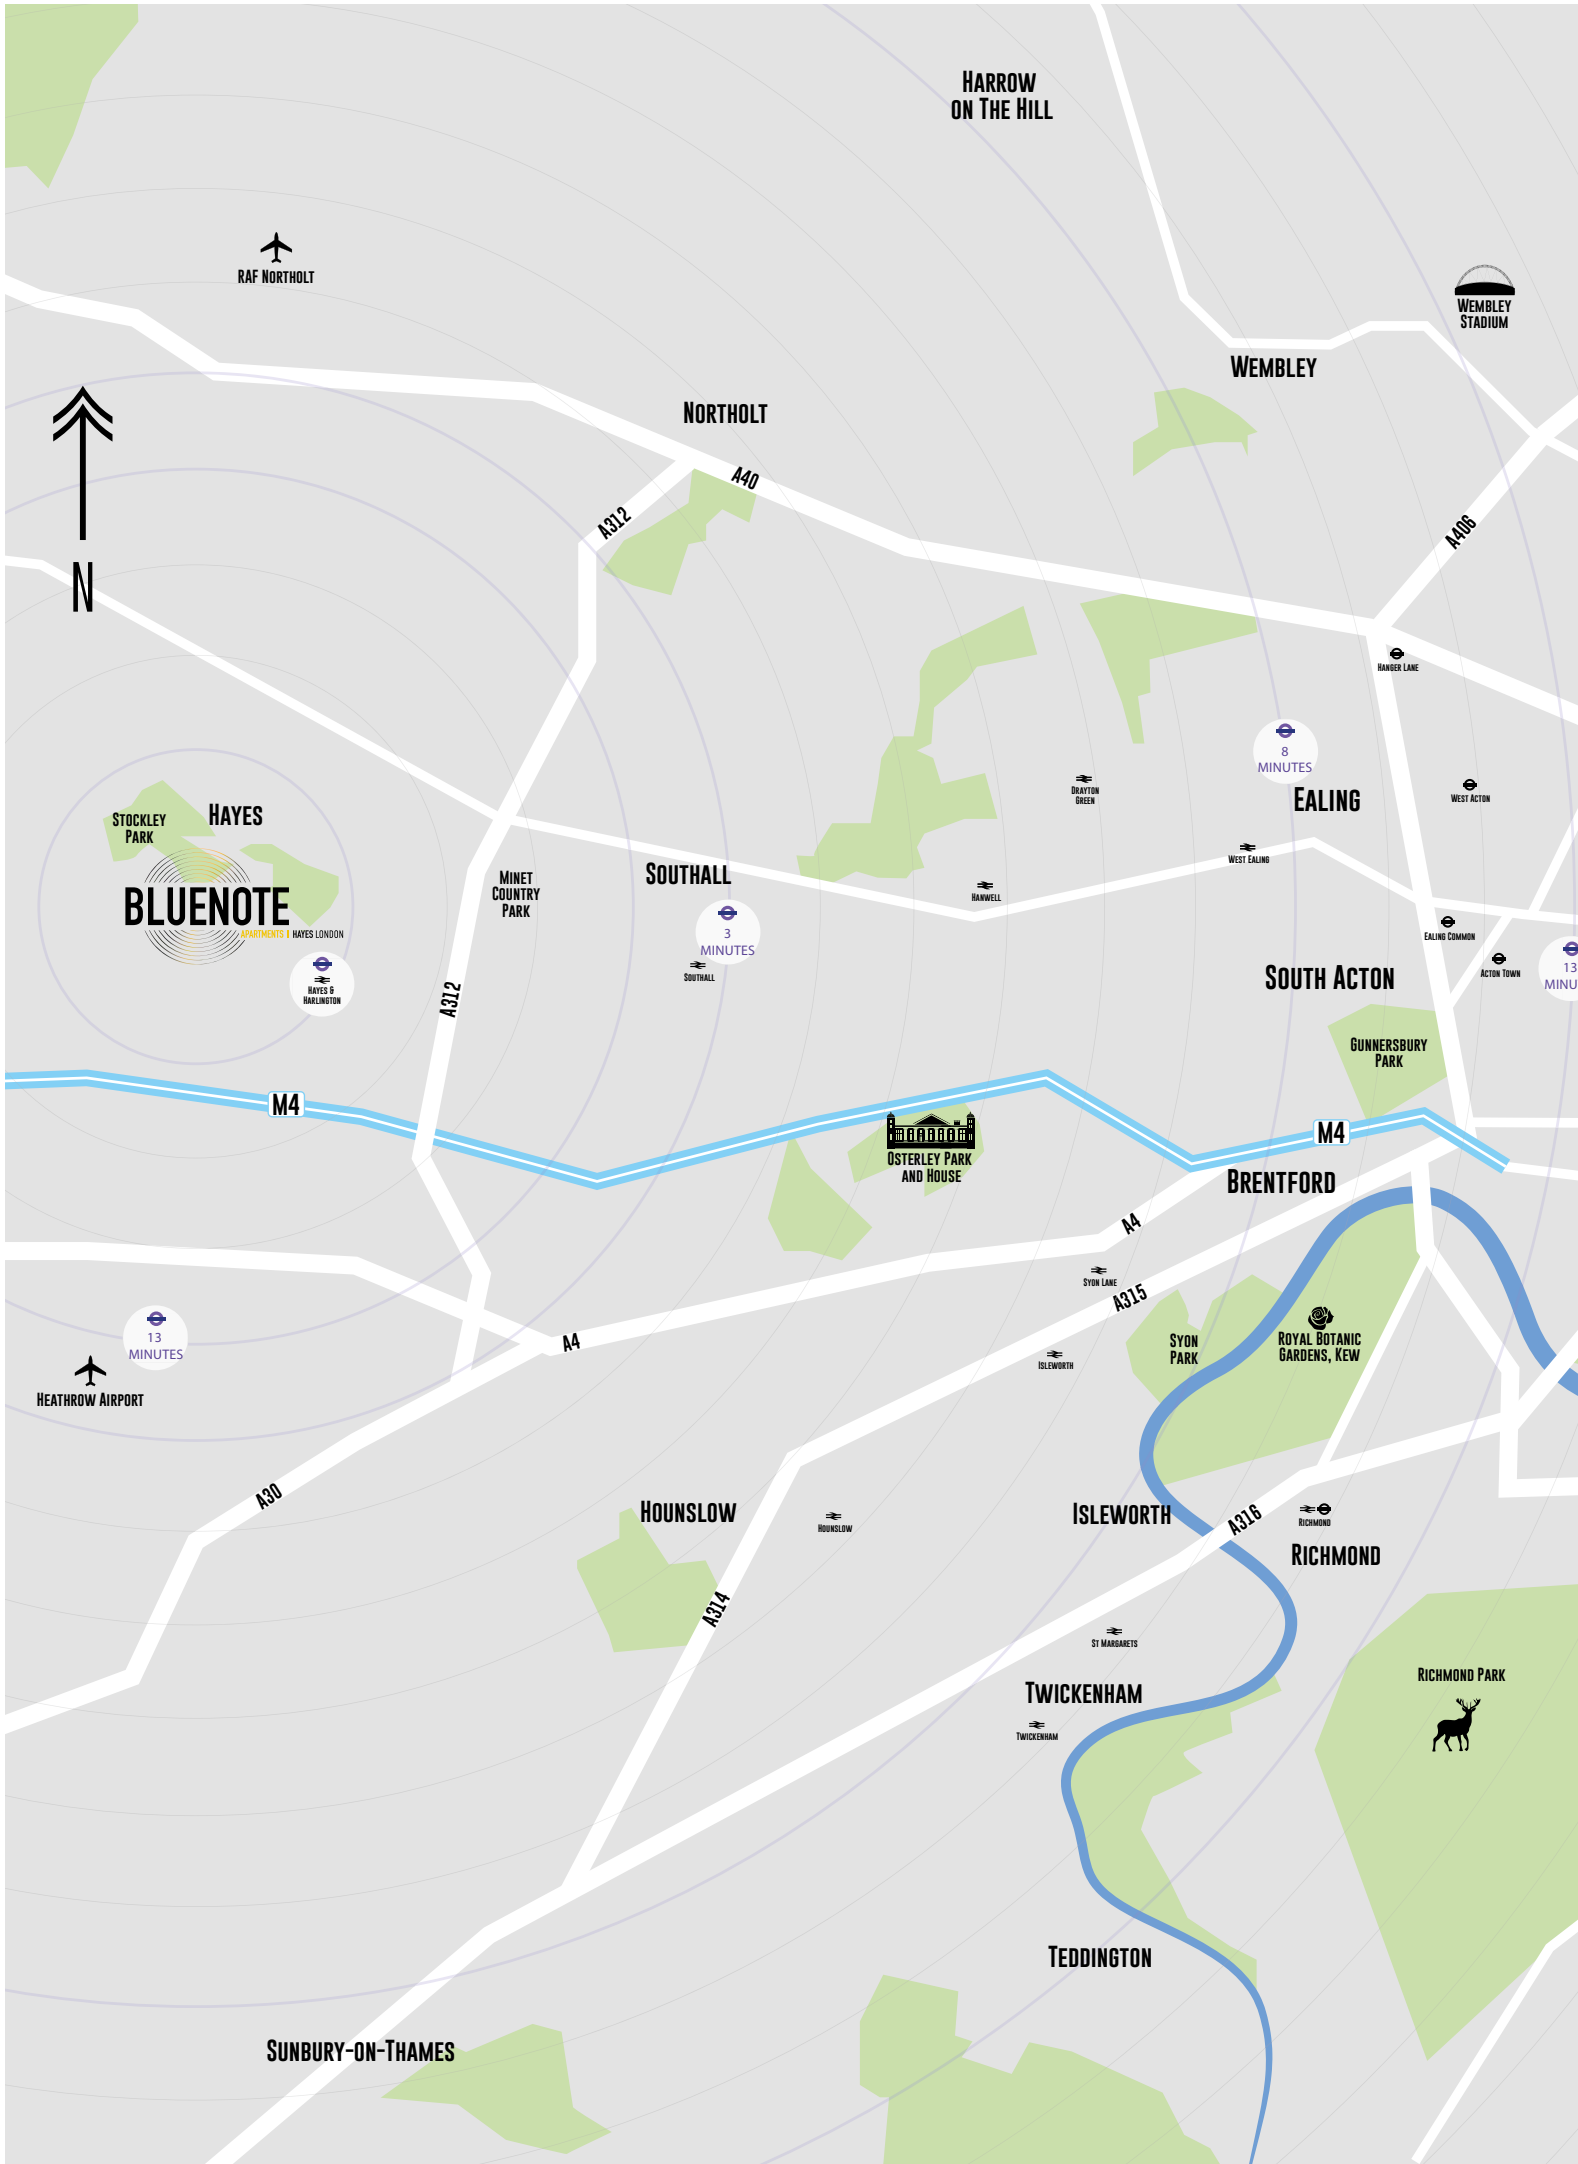 HARROW
ON THE HILL
RAF NORTHOLT
WEMBLEY
STADIUM
WEMBLEY
NORTHOLT
A40
A312
A406
N
HANGER LANE
8
MINUTES
EALING
DRAYTON
GREEN
WEST ACTON
STOCKLEY
PARK
HAYES
BLUENOTE
APARTMENTS | HAYES LONDON
HAYES &
HARLINGTON
MINET
COUNTRY
PARK
SOUTHALL
3
MINUTES
SOUTHALL
HANWELL
WEST EALING
EALING COMMON
ACTON TOWN
13
MINU
SOUTH ACTON
A312
GUNNERSBURY
PARK
M4
M4
OSTERLEY PARK
AND HOUSE
BRENTFORD
A4
SYON LANE
A315
13
MINUTES
HEATHROW AIRPORT
A4
ISLEWORTH
SYON
PARK
ROYAL BOTANIC
GARDENS, KEW
A30
HOUNSLOW
HOUNSLOW
ISLEWORTH
A316
RICHMOND
RICHMOND
A314
ST MARGARETS
TWICKENHAM
TWICKENHAM
RICHMOND PARK
TEDDINGTON
SUNBURY-ON-THAMES